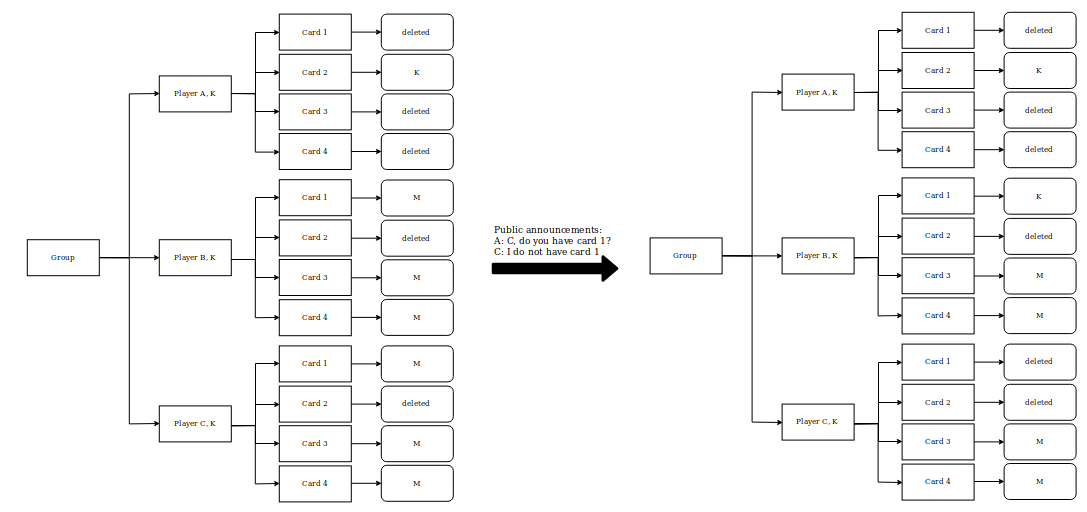 Group
Player A, K
Card 1
deleted
Card 2
K
Card 3
deleted
Card 4
deleted
Player B, K
Card 1
M
Card 2
deleted
Card 3
M
Card 4
M
Player C, K
Card 1
M
Card 2
deleted
Card 3
M
Card 4
M
Public announcements:
A: C, do you have card 1?
C: I do not have card 1
Group
Player A, K
Card 1
deleted
Card 2
K
Card 3
deleted
Card 4
deleted
Player B, K
Card 1
K
Card 2
deleted
Card 3
M
Card 4
M
Player C, K
Card 1
deleted
Card 2
deleted
Card 3
M
Card 4
M